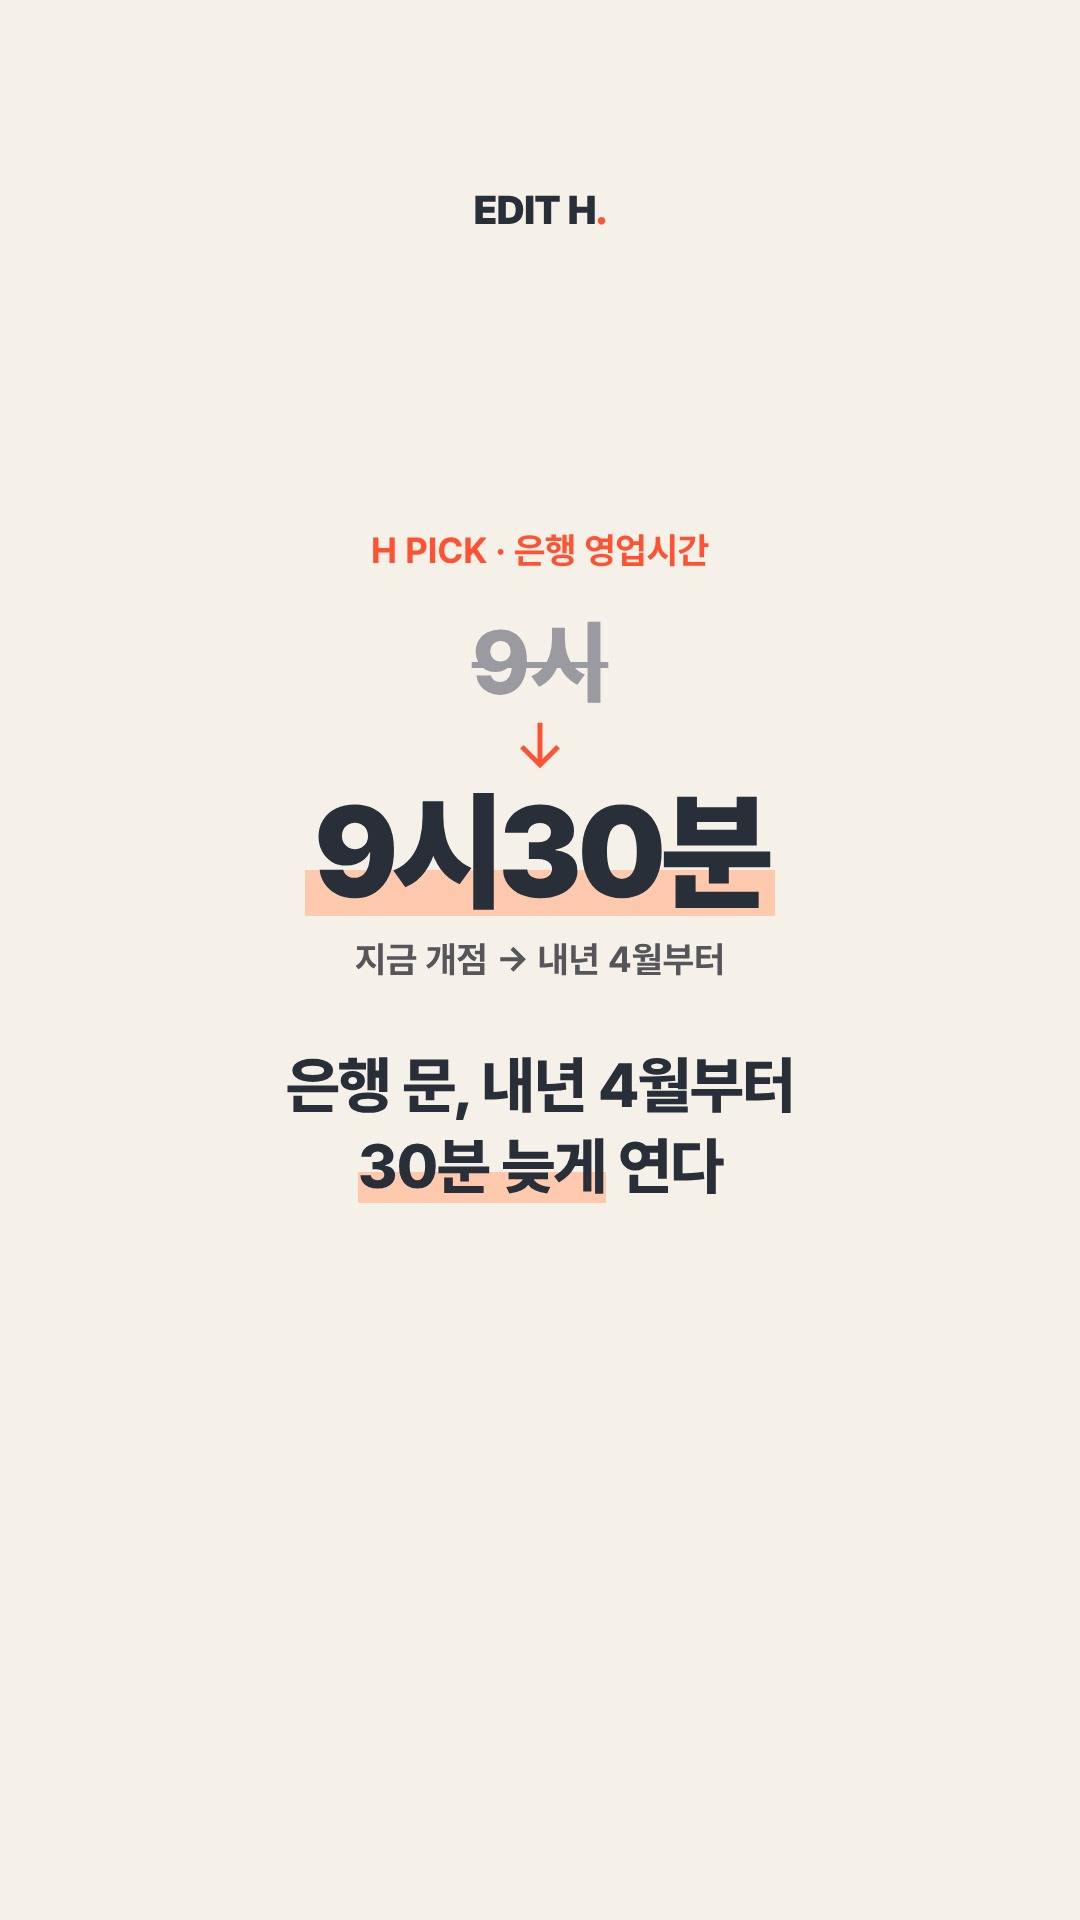 EDIT H.
H PICK · 은행 영업시간
9시
↓
9시30분
지금 개점 → 내년 4월부터
은행 문, 내년 4월부터
30분 늦게 연다